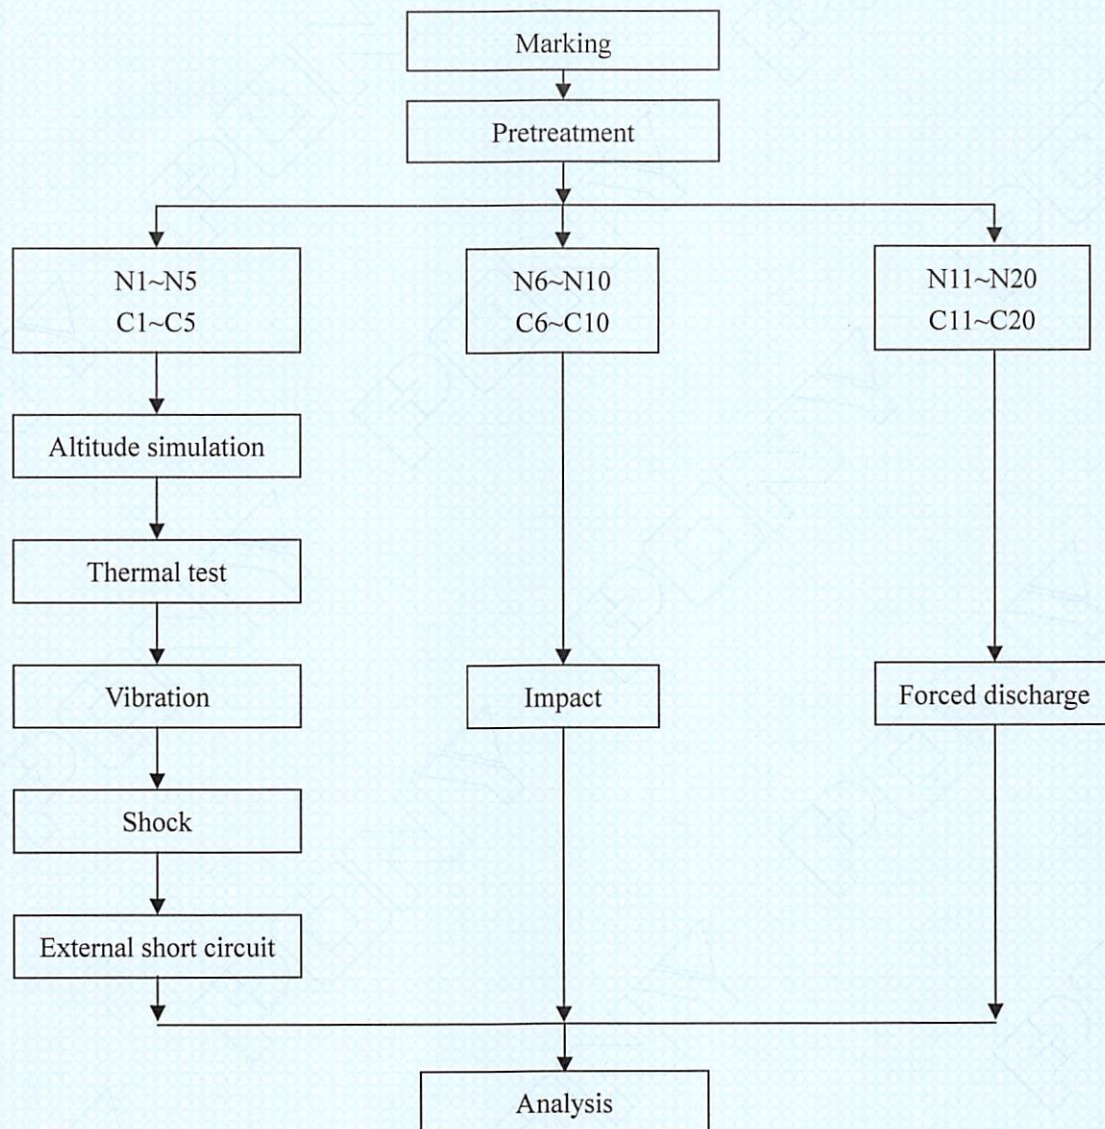 Marking
Pretreatment
N1~N5
C1~C5
N6~N10
C6~C10
N11~N20
C11~C20
Altitude simulation
Thermal test
Vibration
Impact
Forced discharge
Shock
External short circuit
Analysis